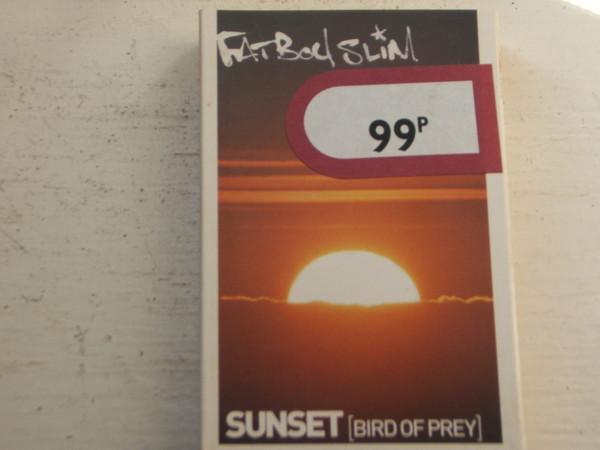 FATBOY SLIM
99P
SUNSET [BIRD OF PREY]